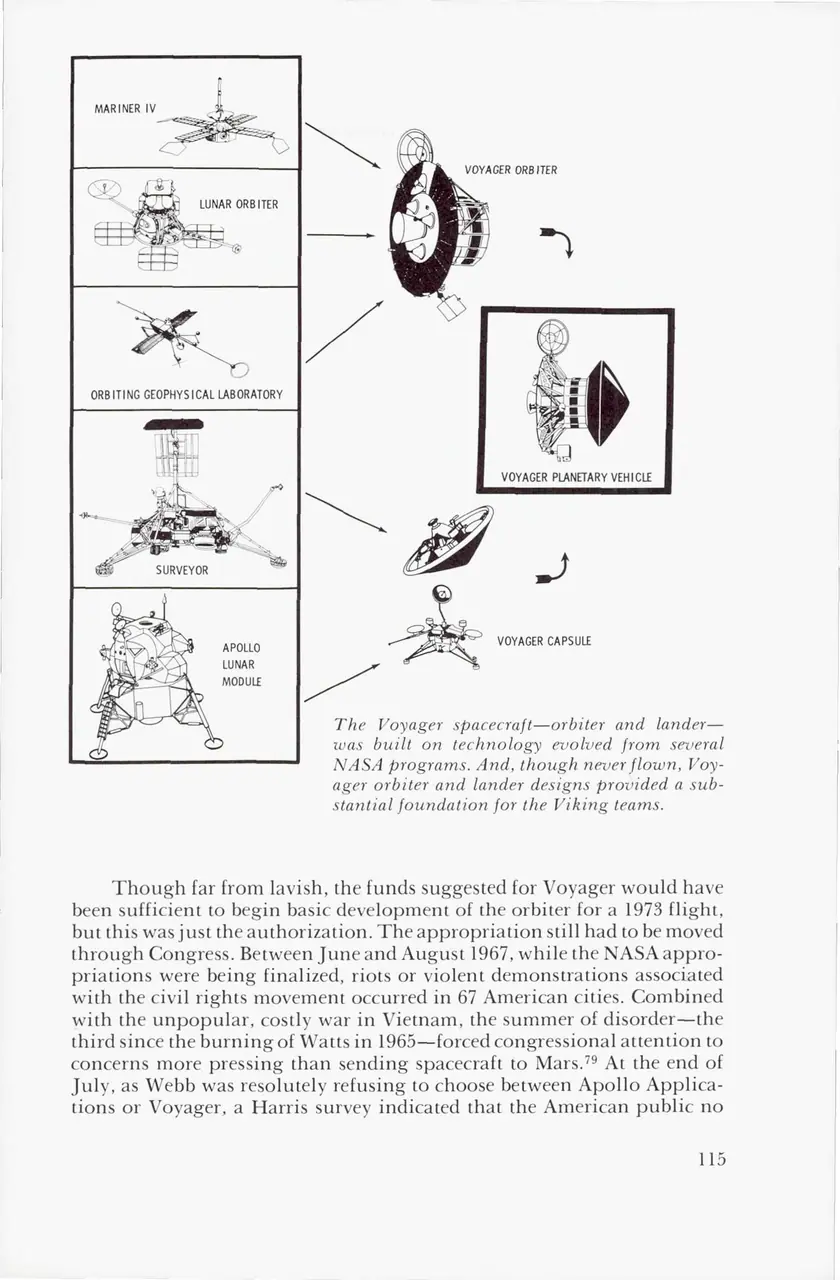 MARINER IV
LUNAR ORBITER
ORBITING GEOPHYSICAL LABORATORY
SURVEYOR
APOLLO
LUNAR
MODULE
VOYAGER ORBITER
VOYAGER PLANETARY VEHICLE
VOYAGER CAPSULE
The Voyager spacecraft—orbiter and lander—
was built on technology evolved from several
NASA programs. And, though never flown, Voy-
ager orbiter and lander designs provided a sub-
stantial foundation for the Viking teams.
Though far from lavish, the funds suggested for Voyager would have
been sufficient to begin basic development of the orbiter for a 1973 flight,
but this was just the authorization. The appropriation still had to be moved
through Congress. Between June and August 1967, while the NASA appro-
priations were being finalized, riots or violent demonstrations associated
with the civil rights movement occurred in 67 American cities. Combined
with the unpopular, costly war in Vietnam, the summer of disorder—the
third since the burning of Watts in 1965—forced congressional attention to
concerns more pressing than sending spacecraft to Mars.⁷⁹ At the end of
July, as Webb was resolutely refusing to choose between Apollo Applica-
tions or Voyager, a Harris survey indicated that the American public no
115